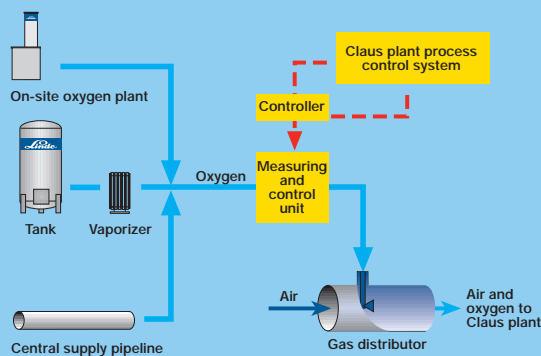 Claus plant process
control system
On-site oxygen plant
Controller
Linde
Oxygen
Measuring
and
control
unit
Tank
Vaporizer
Air
Air and
oxygen to
Claus plant
Gas distributor
Central supply pipeline